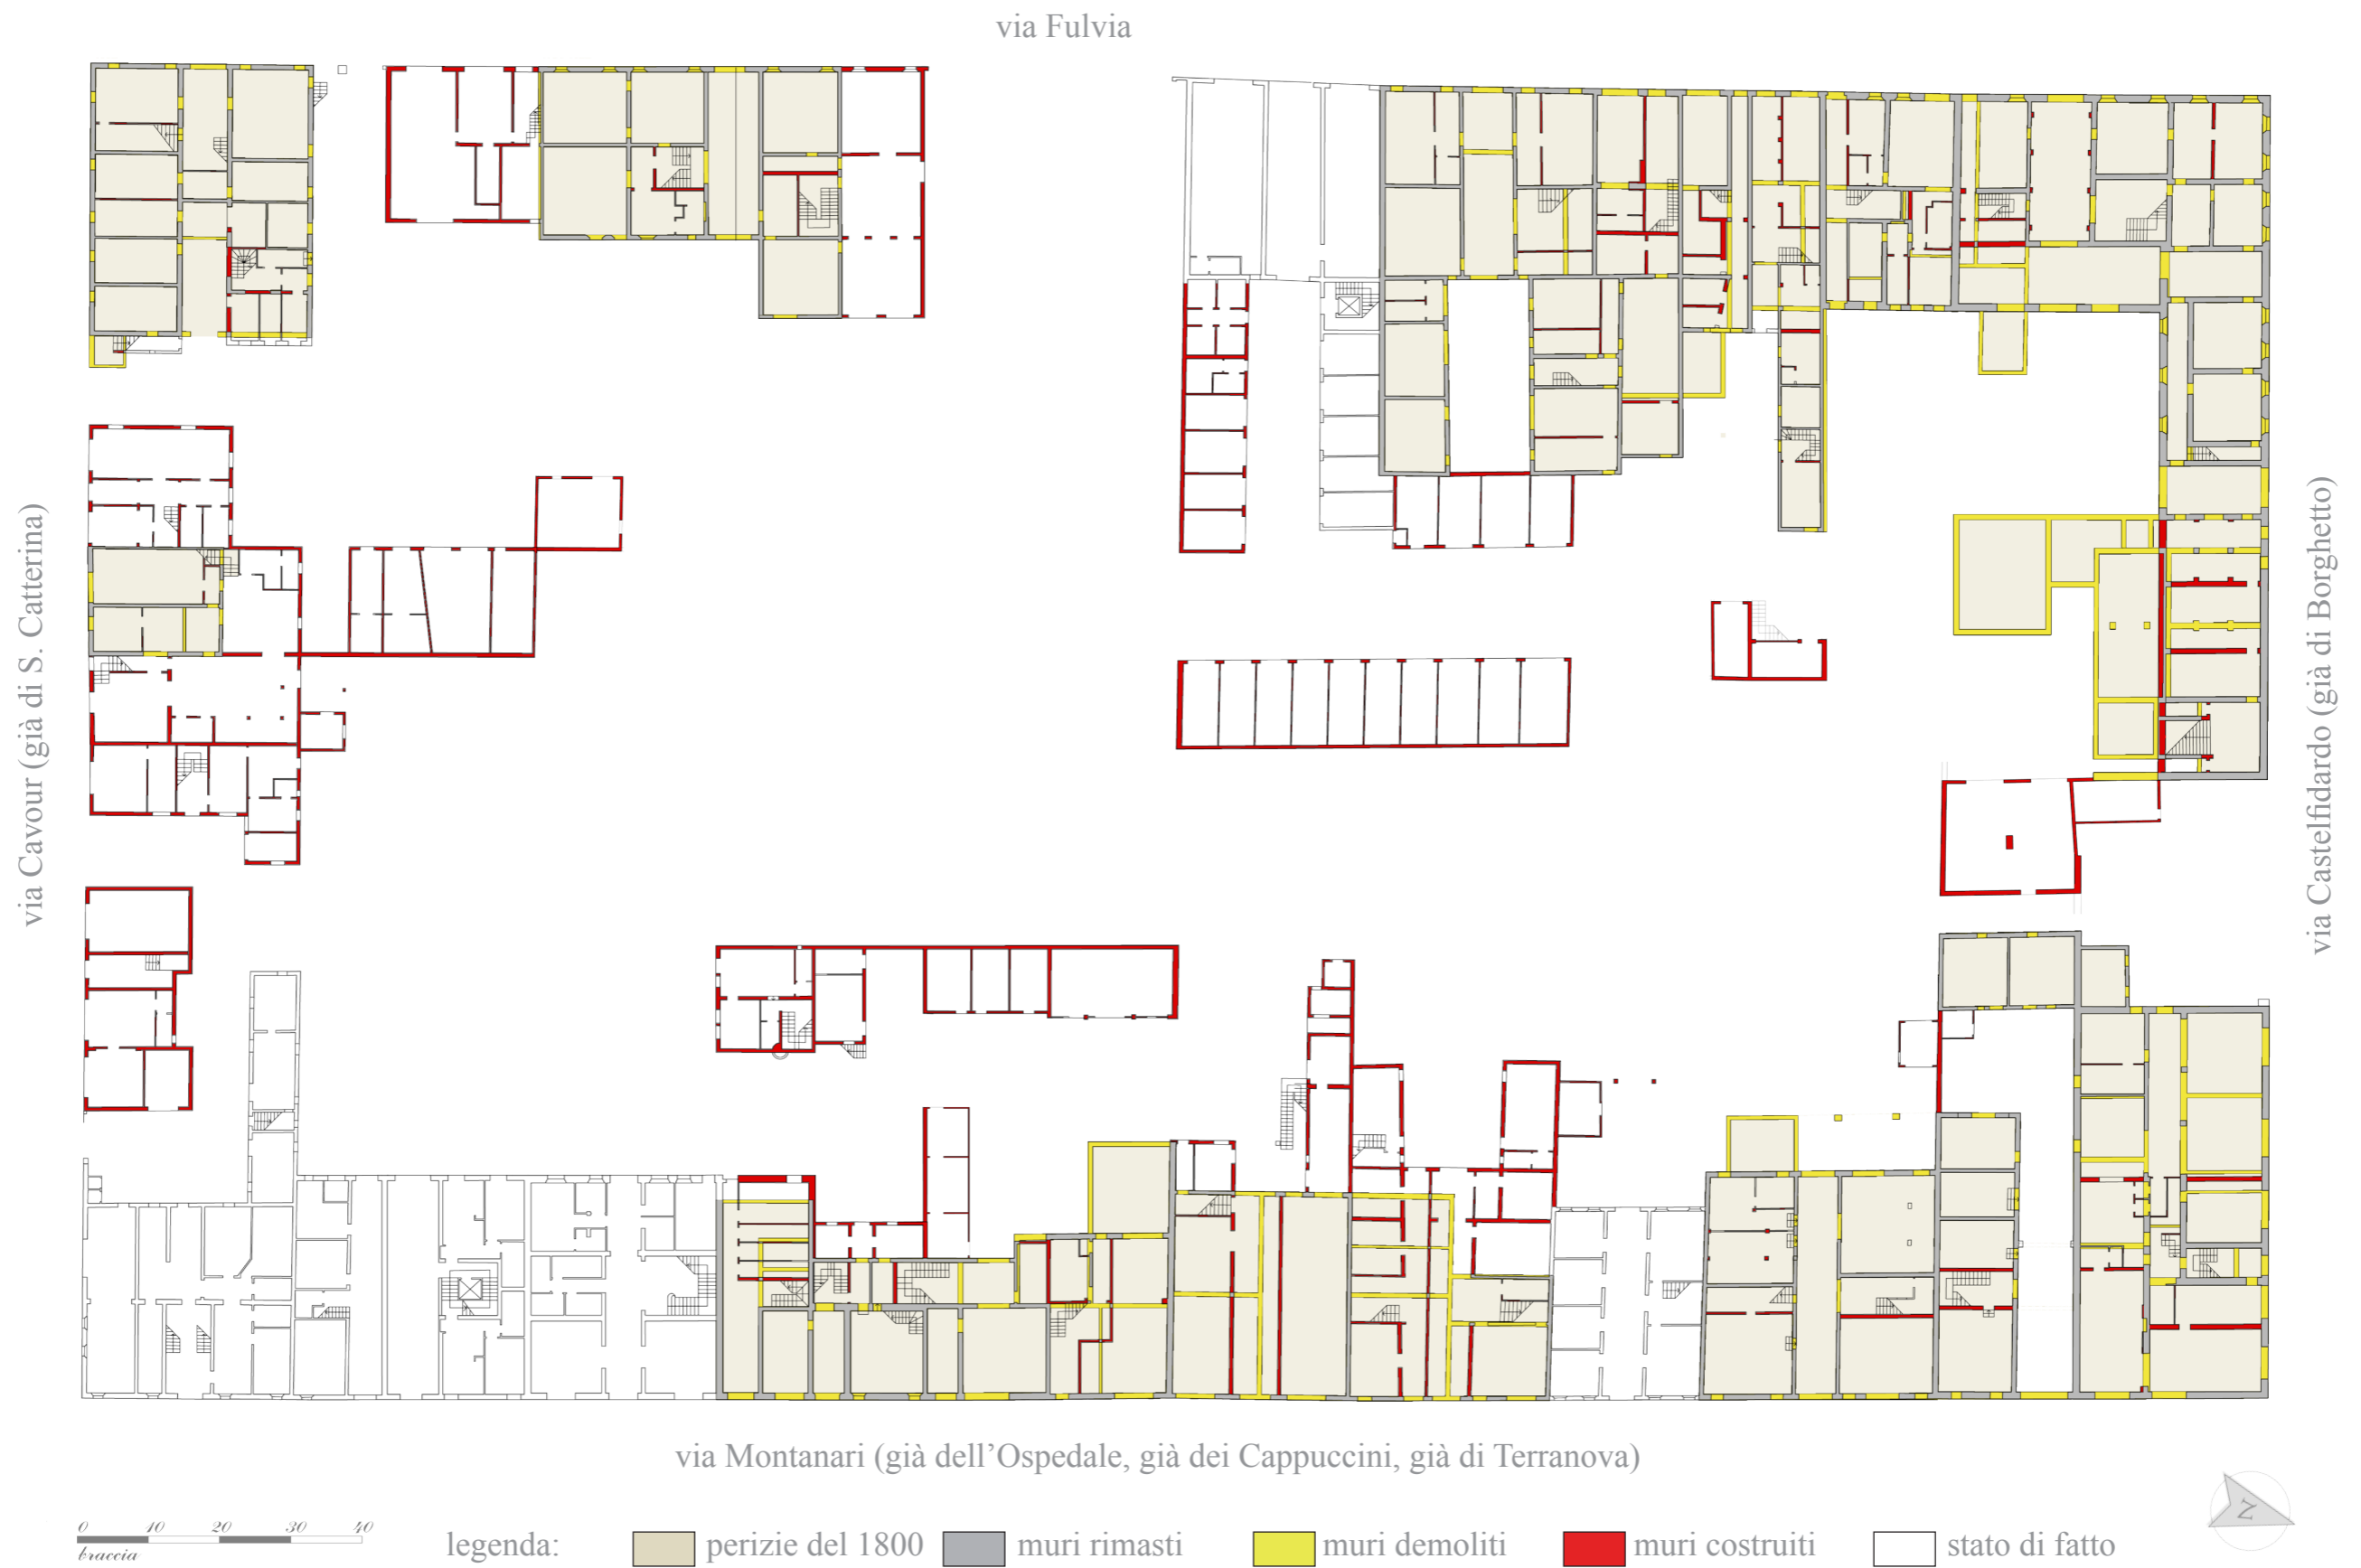 via Fulvia
via Cavour (già di S. Catterina)
via Castelfidardo (già di Borghetto)
via Montanari (già dell'Ospedale, già dei Cappuccini, già di Terranova)
0 10 20 30 40
braccia
legenda: perizie del 1800 muri rimasti muri demoliti muri costruiti stato di fatto
N